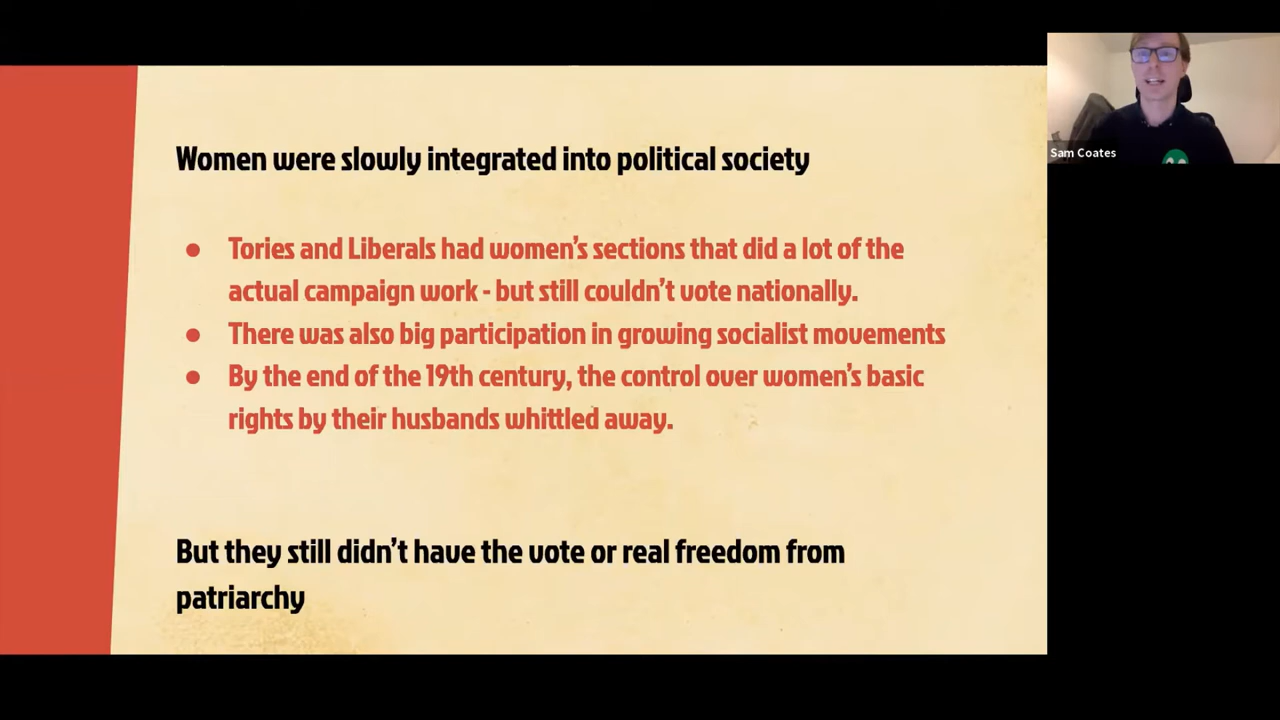 Women were slowly integrated into political society
Sam Coates
● Tories and Liberals had women's sections that did a lot of the
actual campaign work - but still couldn't vote nationally.
● There was also big participation in growing socialist movements
● By the end of the 19th century, the control over women's basic
rights by their husbands whittled away.
But they still didn't have the vote or real freedom from
patriarchy